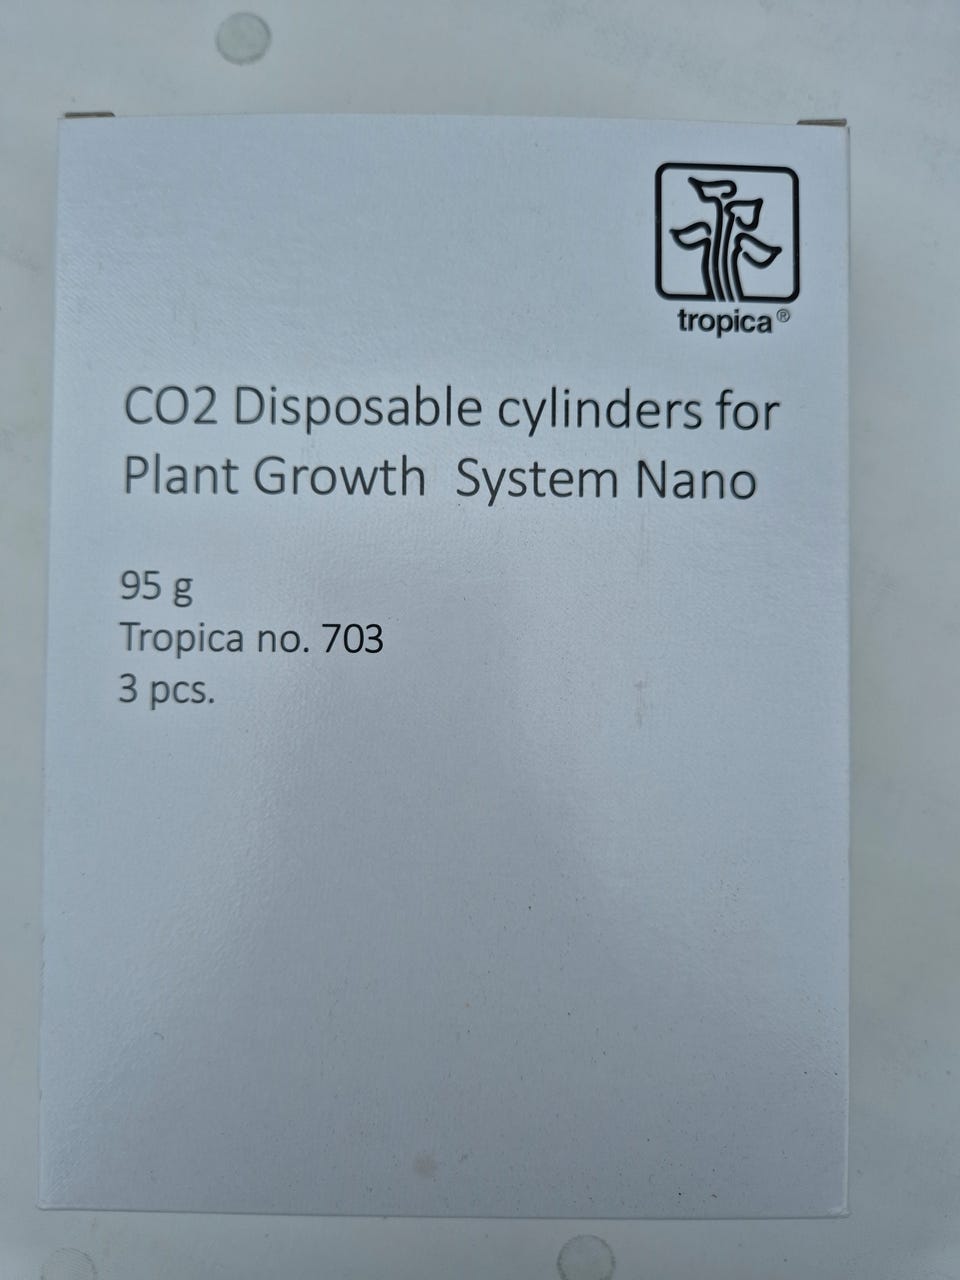 tropica®
CO2 Disposable cylinders for
Plant Growth  System Nano
95 g
Tropica no. 703
3 pcs.